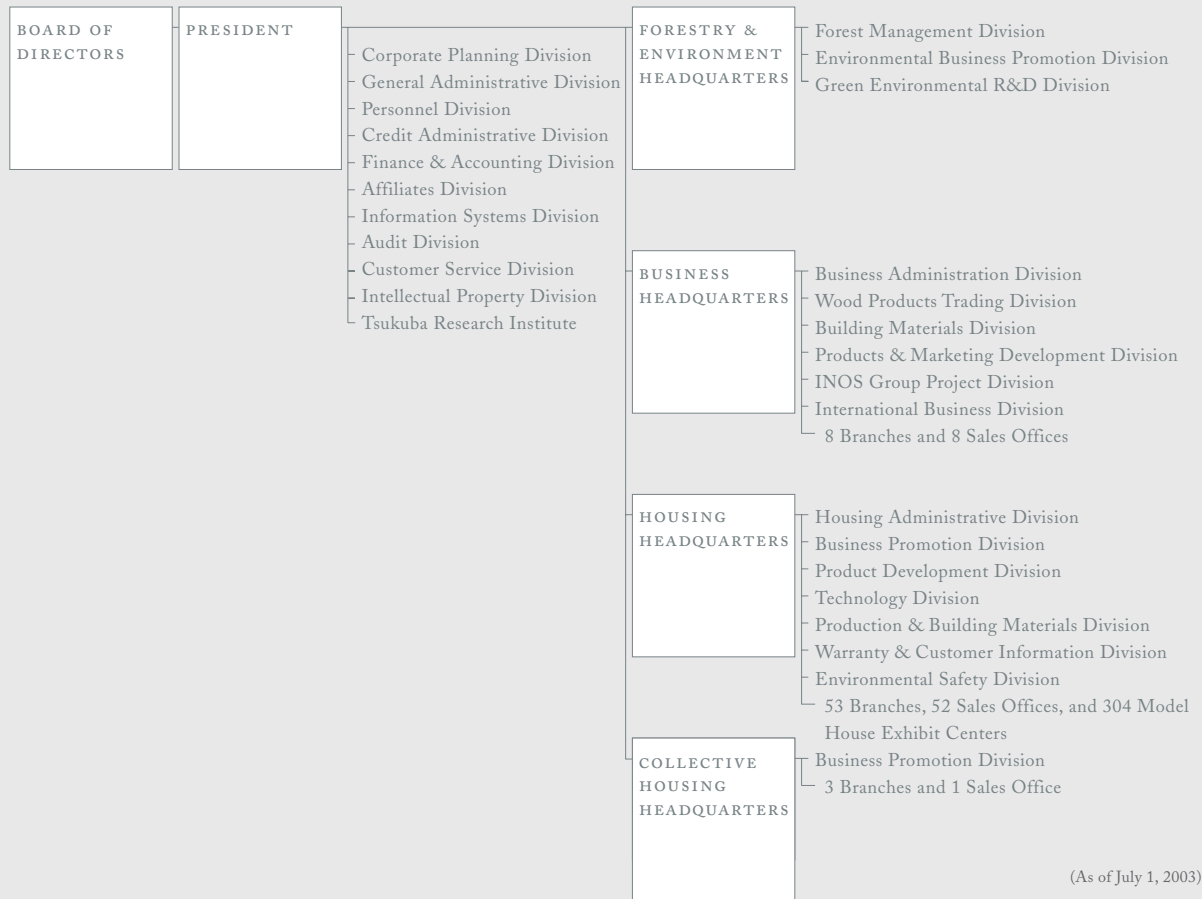 BOARD OF
DIRECTORS
PRESIDENT
Corporate Planning Division
General Administrative Division
Personnel Division
Credit Administrative Division
Finance & Accounting Division
Affiliates Division
Information Systems Division
Audit Division
Customer Service Division
Intellectual Property Division
Tsukuba Research Institute
FORESTRY &
ENVIRONMENT
HEADQUARTERS
Forest Management Division
Environmental Business Promotion Division
Green Environmental R&D Division
BUSINESS
HEADQUARTERS
Business Administration Division
Wood Products Trading Division
Building Materials Division
Products & Marketing Development Division
INOS Group Project Division
International Business Division
8 Branches and 8 Sales Offices
HOUSING
HEADQUARTERS
Housing Administrative Division
Business Promotion Division
Product Development Division
Technology Division
Production & Building Materials Division
Warranty & Customer Information Division
Environmental Safety Division
53 Branches, 52 Sales Offices, and 304 Model
House Exhibit Centers
COLLECTIVE
HOUSING
HEADQUARTERS
Business Promotion Division
3 Branches and 1 Sales Office
(As of July 1, 2003)